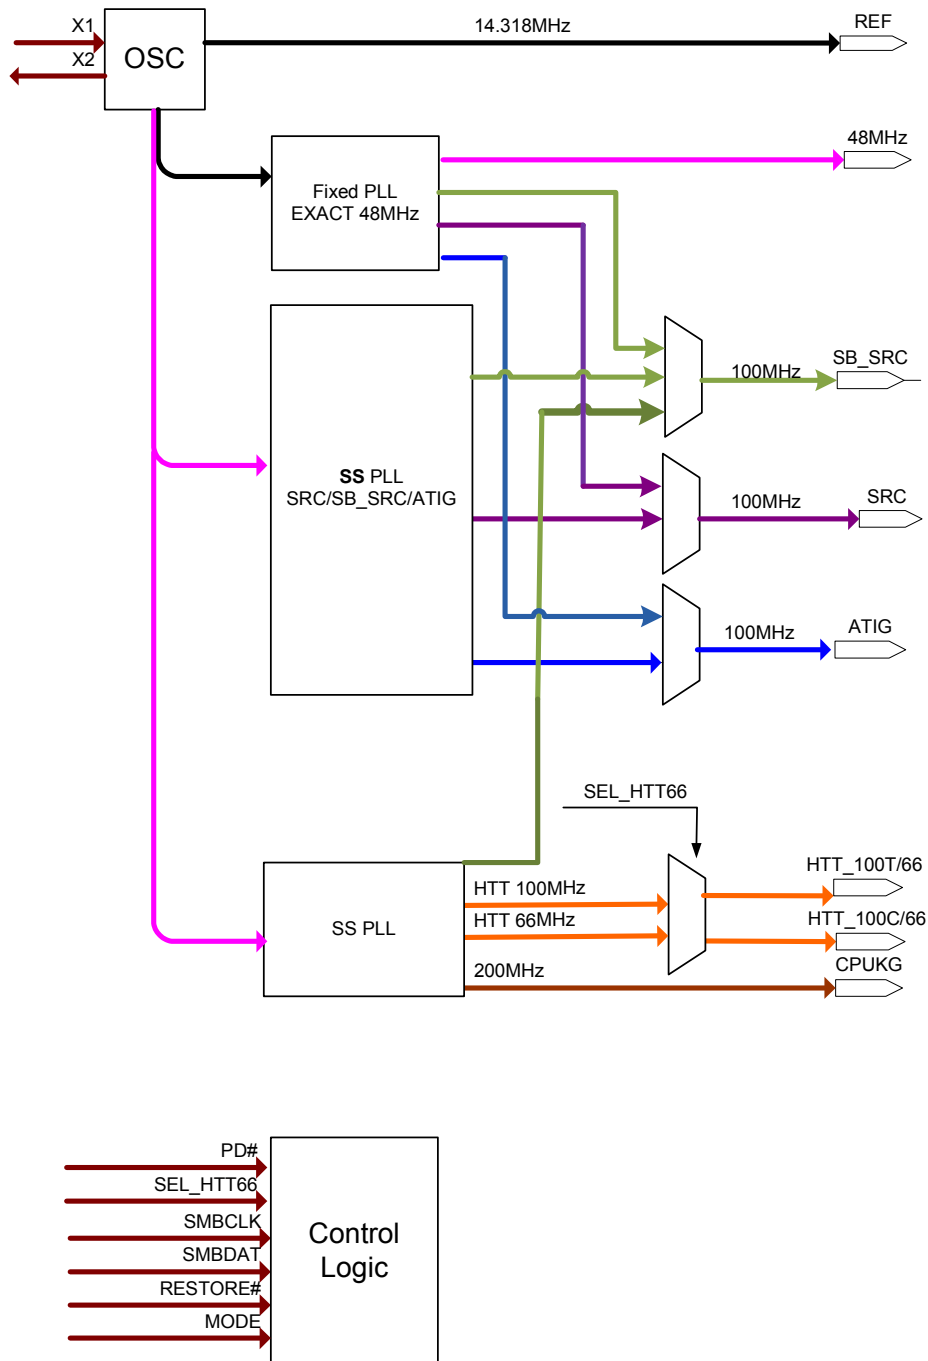 X1
14.318MHz
REF
X2
OSC
48MHz
Fixed PLL
EXACT 48MHz
SB_SRC
100MHz
SS PLL
SRC/SB_SRC/ATIG
SRC
100MHz
ATIG
100MHz
SEL_HTT66
HTT_100T/66
HTT 100MHz
HTT 66MHz
HTT_100C/66
SS PLL
200MHz
CPUKG
PD#
SEL_HTT66
SMBCLK
SMBDAT
RESTORE#
MODE
Control
Logic